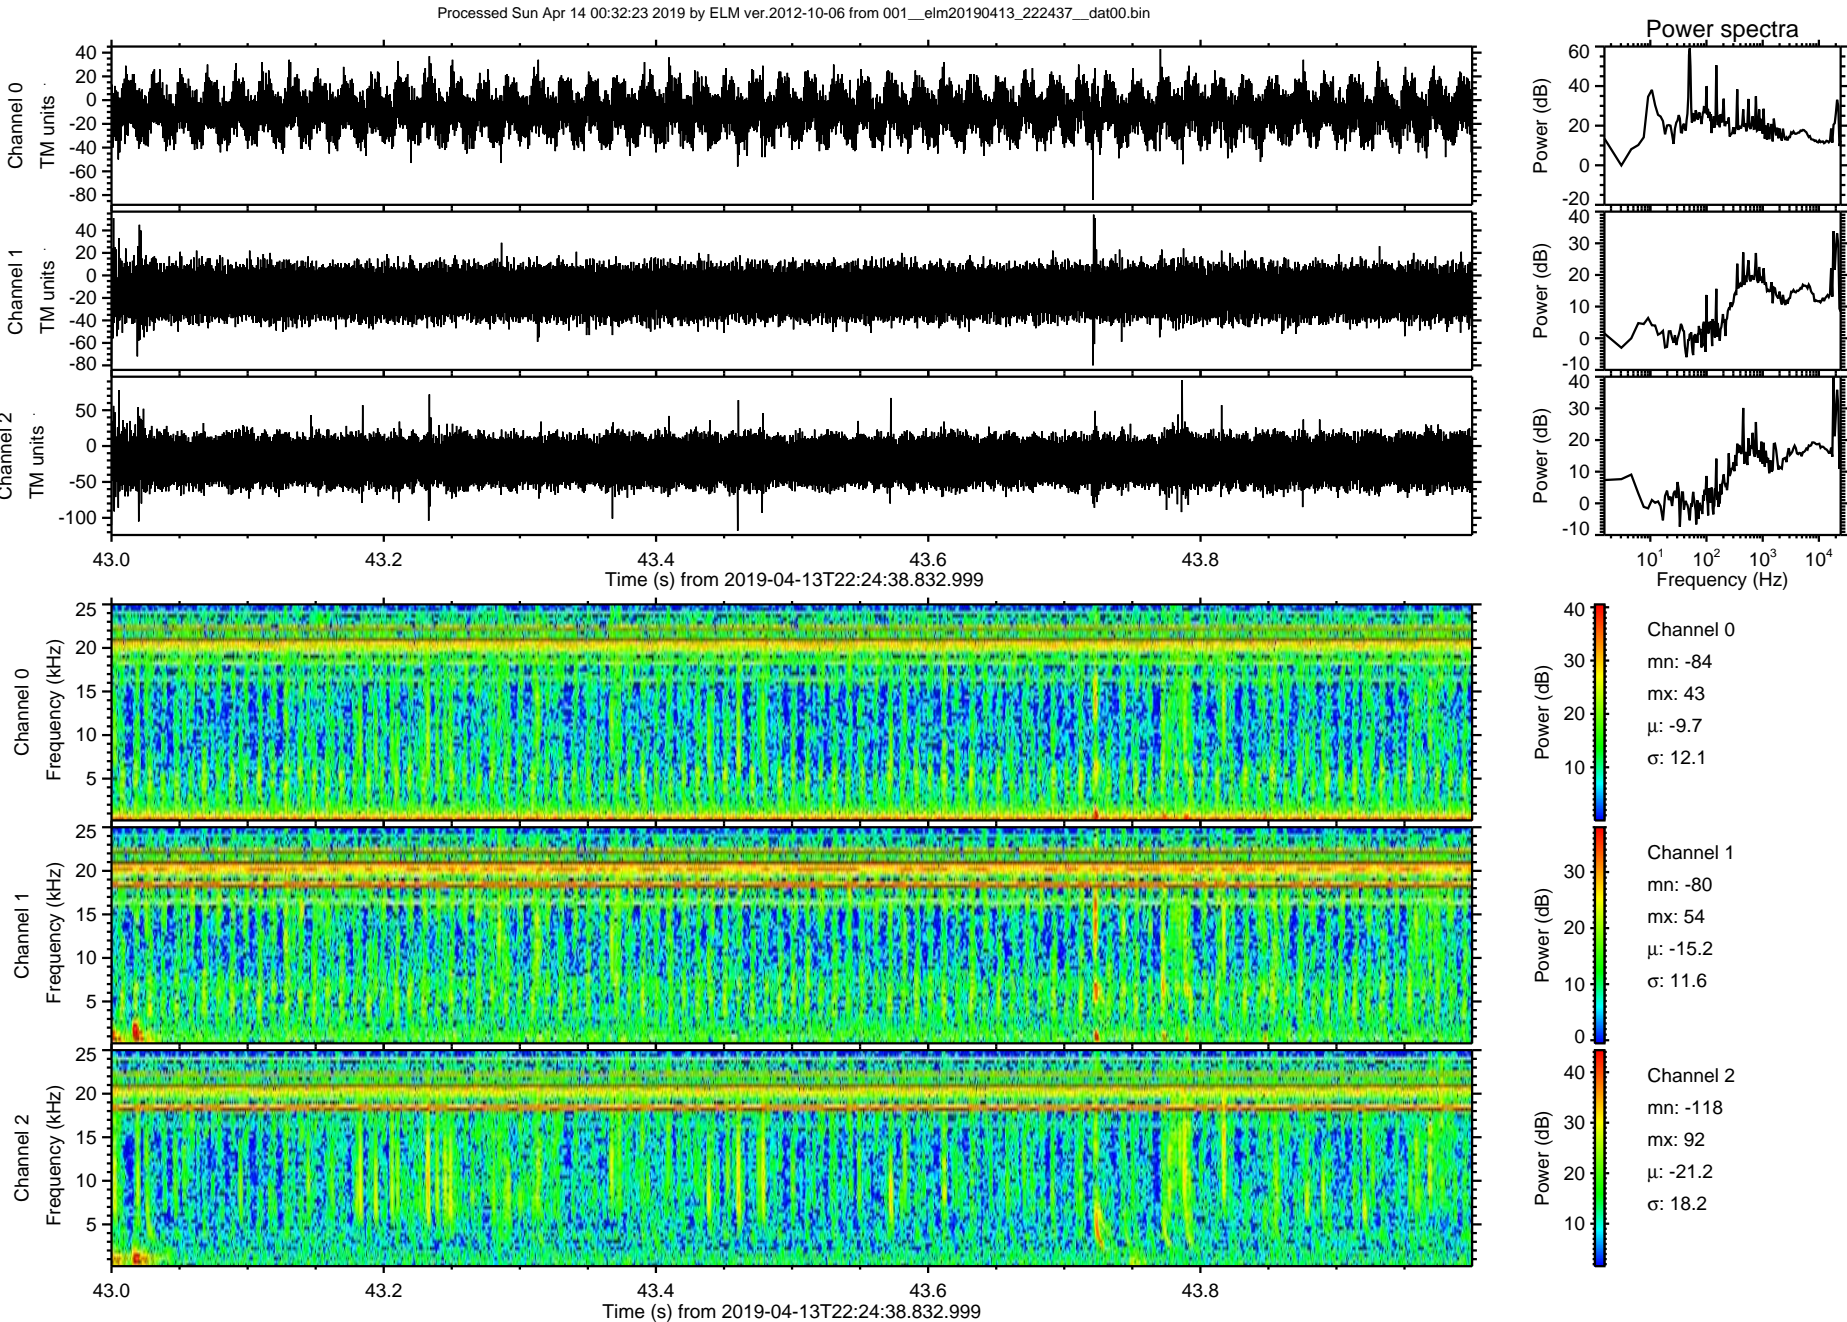 Processed Sun Apr 14 00:32:23 2019 by ELM ver.2012-10-06 from 001__elm20190413_222437__dat00.bin
Power spectra
Channel 0
TM units
40
20
0
-20
-40
-60
-80
Power (dB)
60
40
20
0
-20
Channel 1
TM units
40
20
0
-20
-40
-60
-80
Power (dB)
40
30
20
10
0
-10
Channel 2
TM units
50
0
-50
-100
Power (dB)
40
30
20
10
0
-10
43.0 43.2 43.4 43.6 43.8
Time (s) from 2019-04-13T22:24:38.832.999
10¹ 10² 10³ 10⁴
Frequency (Hz)
Channel 0
Frequency (kHz)
25
20
15
10
5
Power (dB)
40
30
20
10
Channel 0
mn: -84
mx: 43
μ: -9.7
σ: 12.1
Channel 1
Frequency (kHz)
25
20
15
10
5
Power (dB)
30
20
10
0
Channel 1
mn: -80
mx: 54
μ: -15.2
σ: 11.6
Channel 2
Frequency (kHz)
25
20
15
10
5
Power (dB)
40
30
20
10
Channel 2
mn: -118
mx: 92
μ: -21.2
σ: 18.2
43.0 43.2 43.4 43.6 43.8
Time (s) from 2019-04-13T22:24:38.832.999